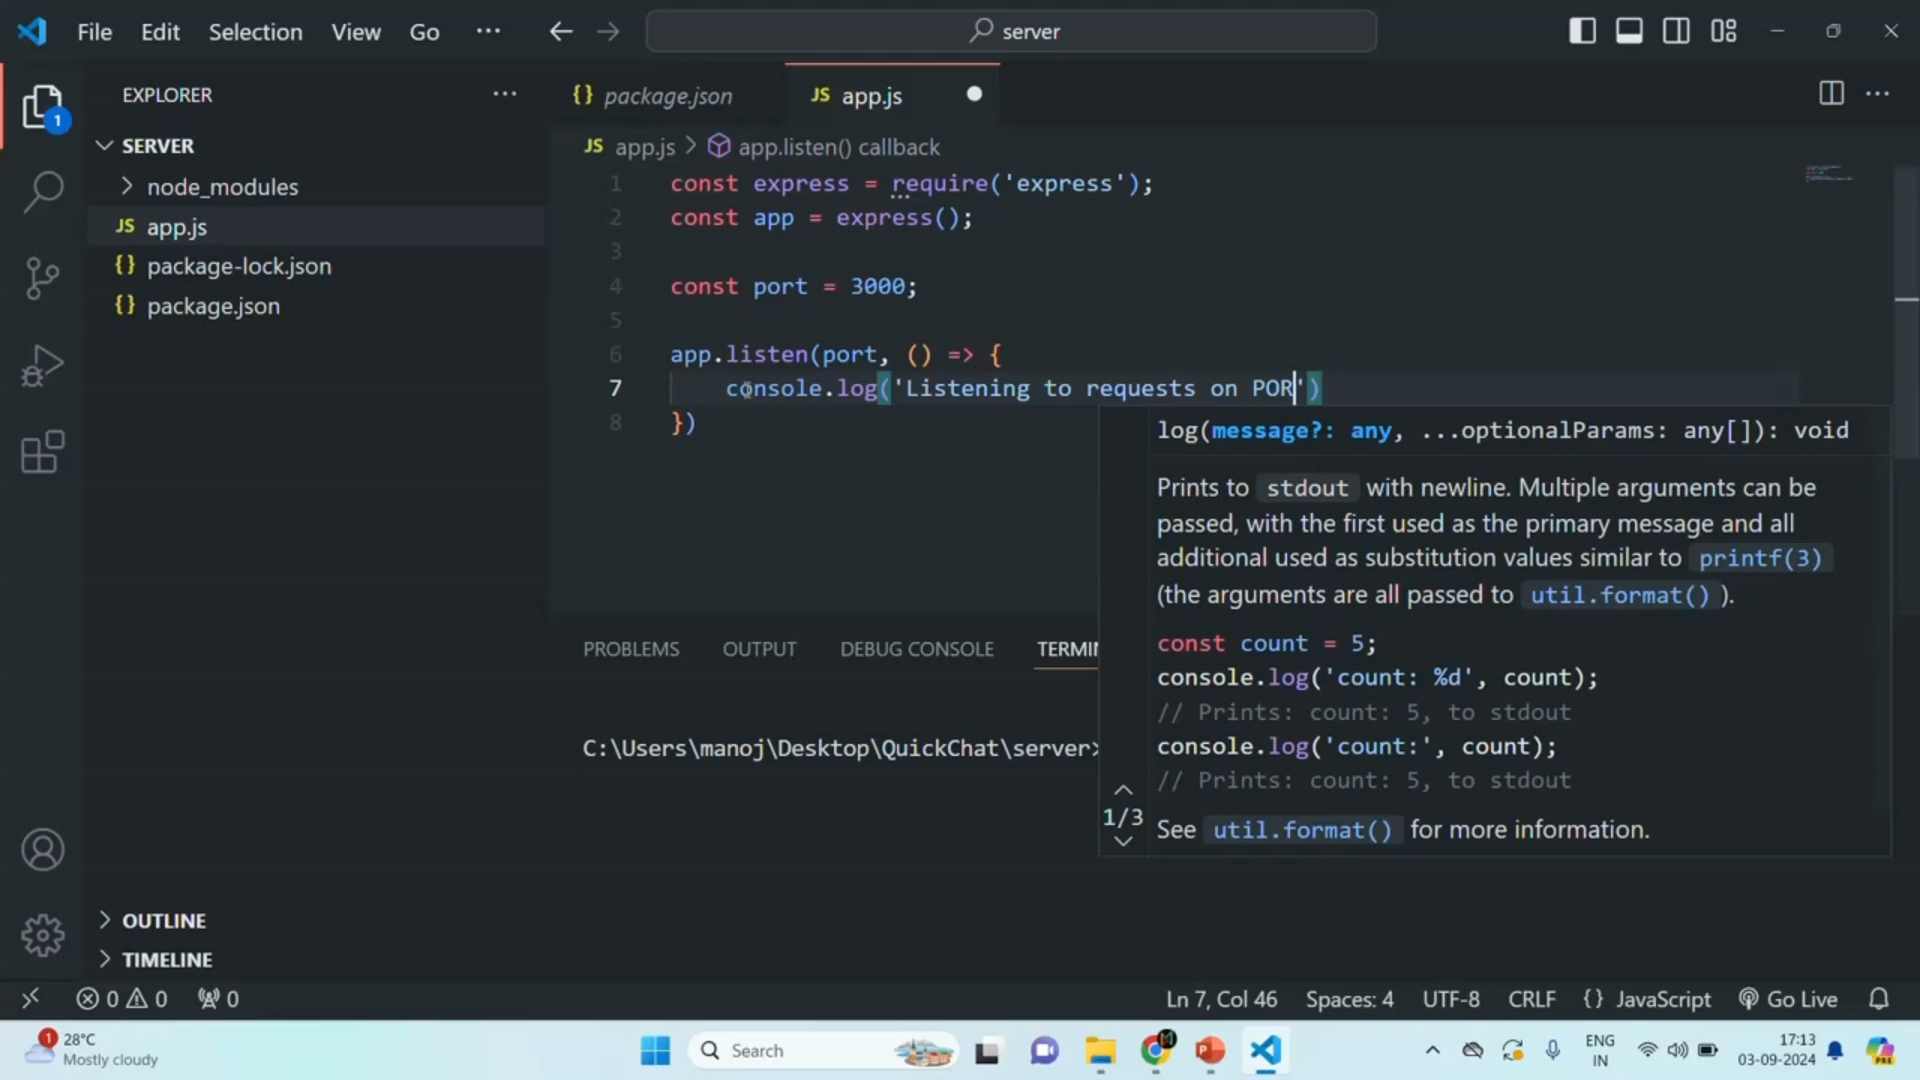 File Edit Selection View Go ··· server
EXPLORER ···
SERVER
node_modules
JS app.js
{} package-lock.json
{} package.json
OUTLINE
TIMELINE
1
{} package.json JS app.js
JS app.js > app.listen() callback
1 const express = require('express');
2 const app = express();
3
4 const port = 3000;
5
6 app.listen(port, () => {
7 console.log('Listening to requests on POR')
8 })
log(message?: any, ...optionalParams: any[]): void
Prints to stdout with newline. Multiple arguments can be
passed, with the first used as the primary message and all
additional used as substitution values similar to printf(3)
(the arguments are all passed to util.format() ).
const count = 5;
console.log('count: %d', count);
// Prints: count: 5, to stdout
console.log('count:', count);
// Prints: count: 5, to stdout
1/3
See util.format() for more information.
PROBLEMS OUTPUT DEBUG CONSOLE TERMIN
C:\Users\manoj\Desktop\QuickChat\server>
0 0 0 Ln 7, Col 46 Spaces: 4 UTF-8 CRLF {} JavaScript Go Live
1 28°C
Mostly cloudy
Search
ENG
IN
17:13
03-09-2024
PRE